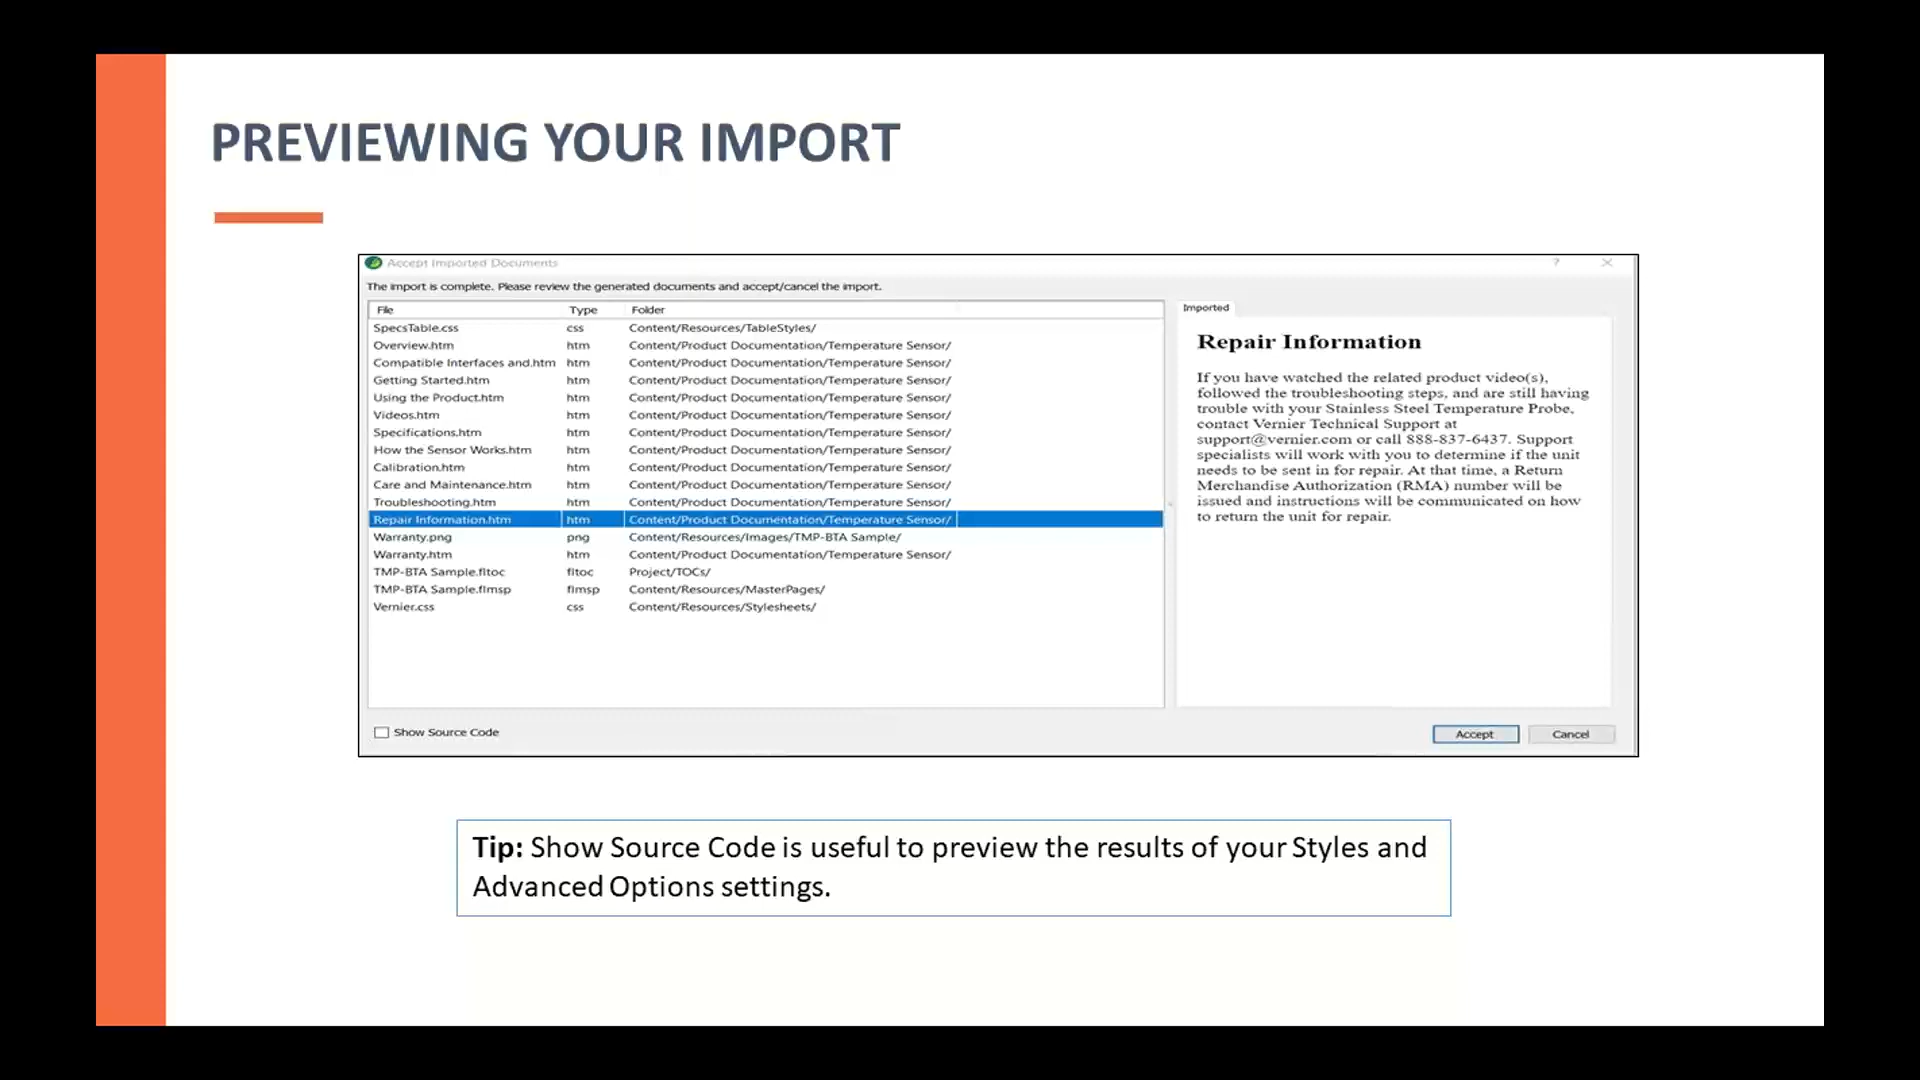 PREVIEWING YOUR IMPORT
Accept Imported Documents
The import is complete. Please review the generated documents and accept/cancel the import.
File Type Folder
SpecsTable.css css Content/Resources/TableStyles/
Overview.htm htm Content/Product Documentation/Temperature Sensor/
Compatible Interfaces and.htm htm Content/Product Documentation/Temperature Sensor/
Getting Started.htm htm Content/Product Documentation/Temperature Sensor/
Using the Product.htm htm Content/Product Documentation/Temperature Sensor/
Videos.htm htm Content/Product Documentation/Temperature Sensor/
Specifications.htm htm Content/Product Documentation/Temperature Sensor/
How the Sensor Works.htm htm Content/Product Documentation/Temperature Sensor/
Calibration.htm htm Content/Product Documentation/Temperature Sensor/
Care and Maintenance.htm htm Content/Product Documentation/Temperature Sensor/
Troubleshooting.htm htm Content/Product Documentation/Temperature Sensor/
Repair Information.htm htm Content/Product Documentation/Temperature Sensor/
Warranty.png png Content/Resources/Images/TMP-BTA Sample/
Warranty.htm htm Content/Product Documentation/Temperature Sensor/
TMP-BTA Sample.fltoc fltoc Project/TOCs/
TMP-BTA Sample.flmsp flmsp Content/Resources/MasterPages/
Vernier.css css Content/Resources/Stylesheets/
Imported
Repair Information
If you have watched the related product video(s),
followed the troubleshooting steps, and are still having
trouble with your Stainless Steel Temperature Probe,
contact Vernier Technical Support at
support@vernier.com or call 888-837-6437. Support
specialists will work with you to determine if the unit
needs to be sent in for repair. At that time, a Return
Merchandise Authorization (RMA) number will be
issued and instructions will be communicated on how
to return the unit for repair.
Show Source Code
Accept Cancel
Tip: Show Source Code is useful to preview the results of your Styles and
Advanced Options settings.